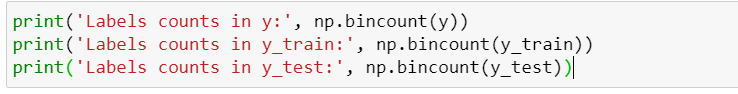 print('Labels counts in y:', np.bincount(y))
print('Labels counts in y_train:', np.bincount(y_train))
print('Labels counts in y_test:', np.bincount(y_test))